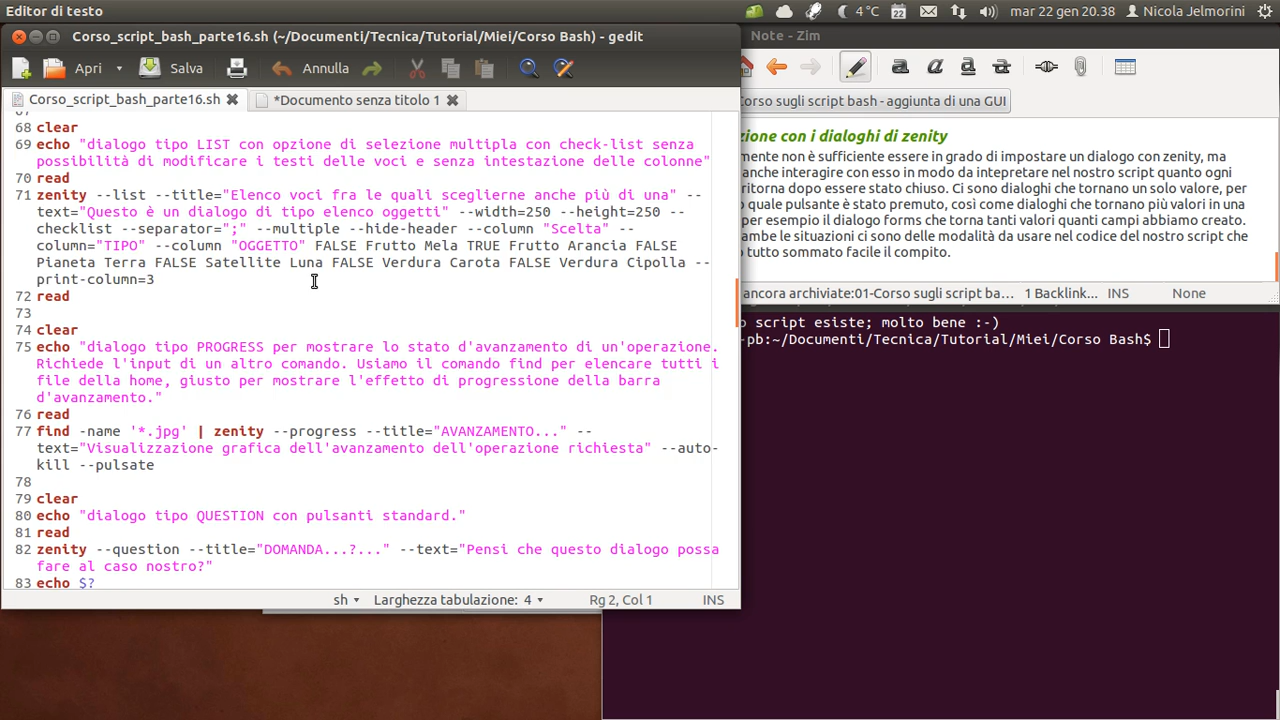 Editor di testo
4 °C
22
mar 22 gen 20.38
Nicola Jelmorini
Corso_script_bash_parte16.sh (~/Documenti/Tecnica/Tutorial/Miei/Corso Bash) - gedit
Apri
Salva
Annulla
Corso_script_bash_parte16.sh
*Documento senza titolo 1
68 clear
69 echo "dialogo tipo LIST con opzione di selezione multipla con check-list senza
possibilità di modificare i testi delle voci e senza intestazione delle colonne"
70 read
71 zenity --list --title="Elenco voci fra le quali sceglierne anche più di una" --
text="Questo è un dialogo di tipo elenco oggetti" --width=250 --height=250 --
checklist --separator=";" --multiple --hide-header --column "Scelta" --
column="TIPO" --column "OGGETTO" FALSE Frutto Mela TRUE Frutto Arancia FALSE
Pianeta Terra FALSE Satellite Luna FALSE Verdura Carota FALSE Verdura Cipolla --
print-column=3
72 read
73
74 clear
75 echo "dialogo tipo PROGRESS per mostrare lo stato d'avanzamento di un'operazione.
Richiede l'input di un altro comando. Usiamo il comando find per elencare tutti i
file della home, giusto per mostrare l'effetto di progressione della barra
d'avanzamento."
76 read
77 find -name '*.jpg' | zenity --progress --title="AVANZAMENTO..." --
text="Visualizzazione grafica dell'avanzamento dell'operazione richiesta" --auto-
kill --pulsate
78
79 clear
80 echo "dialogo tipo QUESTION con pulsanti standard."
81 read
82 zenity --question --title="DOMANDA...?..." --text="Pensi che questo dialogo possa
fare al caso nostro?"
83 echo $?
sh
Larghezza tabulazione: 4
Rg 2, Col 1
INS
Note - Zim
Corso sugli script bash - aggiunta di una GUI
zione con i dialoghi di zenity
mente non è sufficiente essere in grado di impostare un dialogo con zenity, ma
anche interagire con esso in modo da intepretare nel nostro script quanto ogni
ritorna dopo essere stato chiuso. Ci sono dialoghi che tornano un solo valore, per
quale pulsante è stato premuto, così come dialoghi che tornano più valori in una
per esempio il dialogo forms che torna tanti valori quanti campi abbiamo creato.
ambe le situazioni ci sono delle modalità da usare nel codice del nostro script che
tutto sommato facile il compito.
ancora archiviate:01-Corso sugli script ba...
1 Backlink...
INS
None
o script esiste; molto bene :-)
-pb:~/Documenti/Tecnica/Tutorial/Miei/Corso Bash$